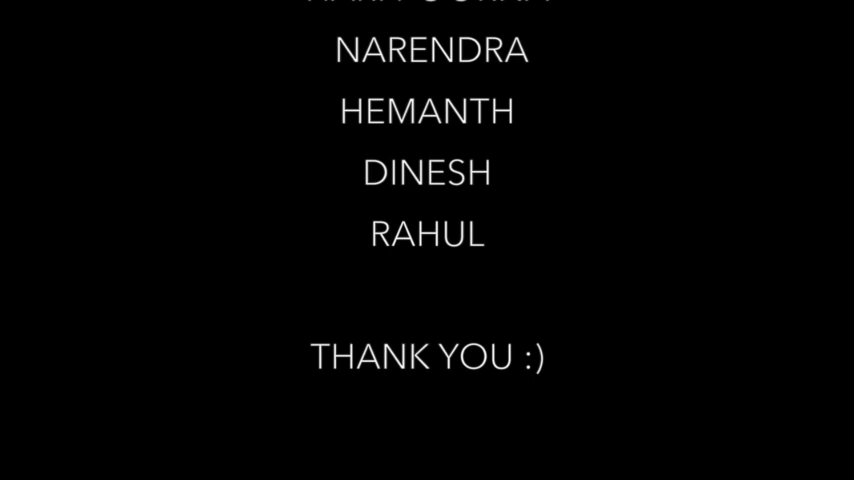 NARENDRA
HEMANTH
DINESH
RAHUL
THANK YOU :)